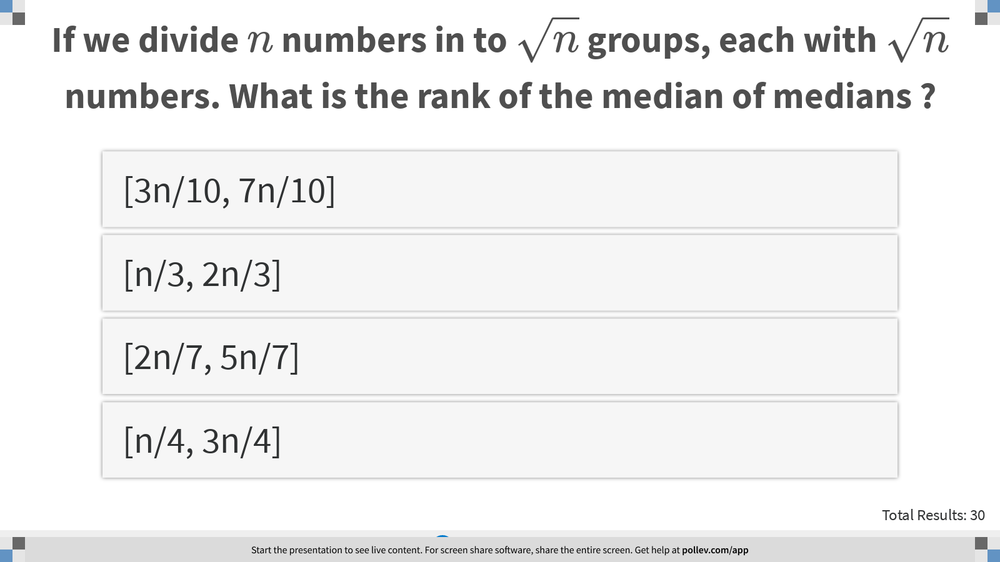 If we divide n numbers in to √n groups, each with √n
numbers. What is the rank of the median of medians ?
[3n/10, 7n/10]
[n/3, 2n/3]
[2n/7, 5n/7]
[n/4, 3n/4]
Total Results: 30
Start the presentation to see live content. For screen share software, share the entire screen. Get help at pollev.com/app